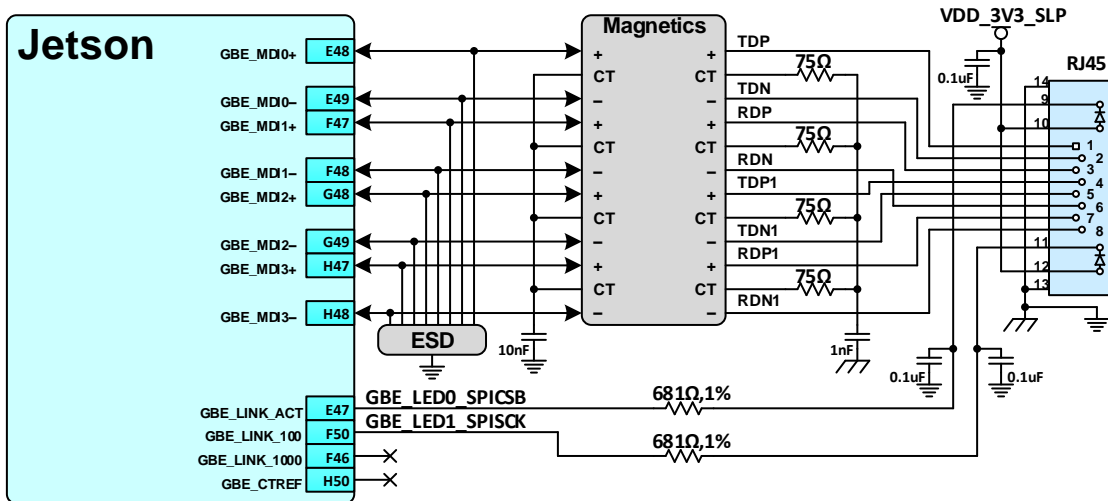 Jetson
Magnetics
VDD_3V3_SLP
RJ45
0.1uF
GBE_MDI0+ E48
GBE_MDI0– E49
GBE_MDI1+ F47
GBE_MDI1– F48
GBE_MDI2+ G48
GBE_MDI2– G49
GBE_MDI3+ H47
GBE_MDI3– H48
ESD
10nF
+ + TDP
CT CT 75Ω
– – TDN
+ + RDP
CT CT 75Ω
– – RDN
+ + TDP1
CT CT 75Ω
– – TDN1
+ + RDP1
CT CT 75Ω
– – RDN1
1nF
14
9
10
1
2
3
4
5
6
7
8
11
12
13
0.1uF
0.1uF
GBE_LINK_ACT E47 GBE_LED0_SPICSB 681Ω,1%
GBE_LINK_100 F50 GBE_LED1_SPISCK 681Ω,1%
GBE_LINK_1000 F46
GBE_CTREF H50